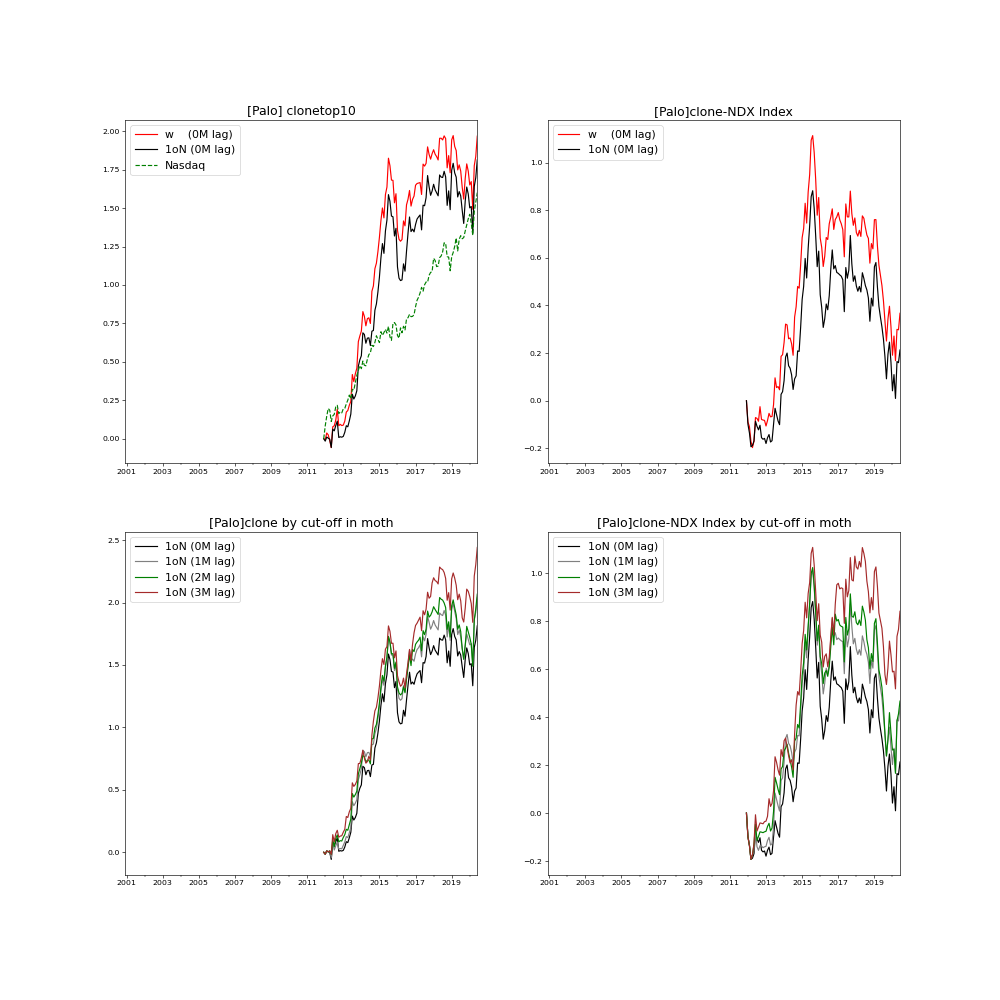 [Palo] clonetop10
w    (0M lag)
1oN (0M lag)
Nasdaq
2.00
1.75
1.50
1.25
1.00
0.75
0.50
0.25
0.00
2001 2003 2005 2007 2009 2011 2013 2015 2017 2019
[Palo]clone-NDX Index
w    (0M lag)
1oN (0M lag)
1.0
0.8
0.6
0.4
0.2
0.0
−0.2
2001 2003 2005 2007 2009 2011 2013 2015 2017 2019
[Palo]clone by cut-off in moth
1oN (0M lag)
1oN (1M lag)
1oN (2M lag)
1oN (3M lag)
2.5
2.0
1.5
1.0
0.5
0.0
2001 2003 2005 2007 2009 2011 2013 2015 2017 2019
[Palo]clone-NDX Index by cut-off in moth
1oN (0M lag)
1oN (1M lag)
1oN (2M lag)
1oN (3M lag)
1.0
0.8
0.6
0.4
0.2
0.0
−0.2
2001 2003 2005 2007 2009 2011 2013 2015 2017 2019